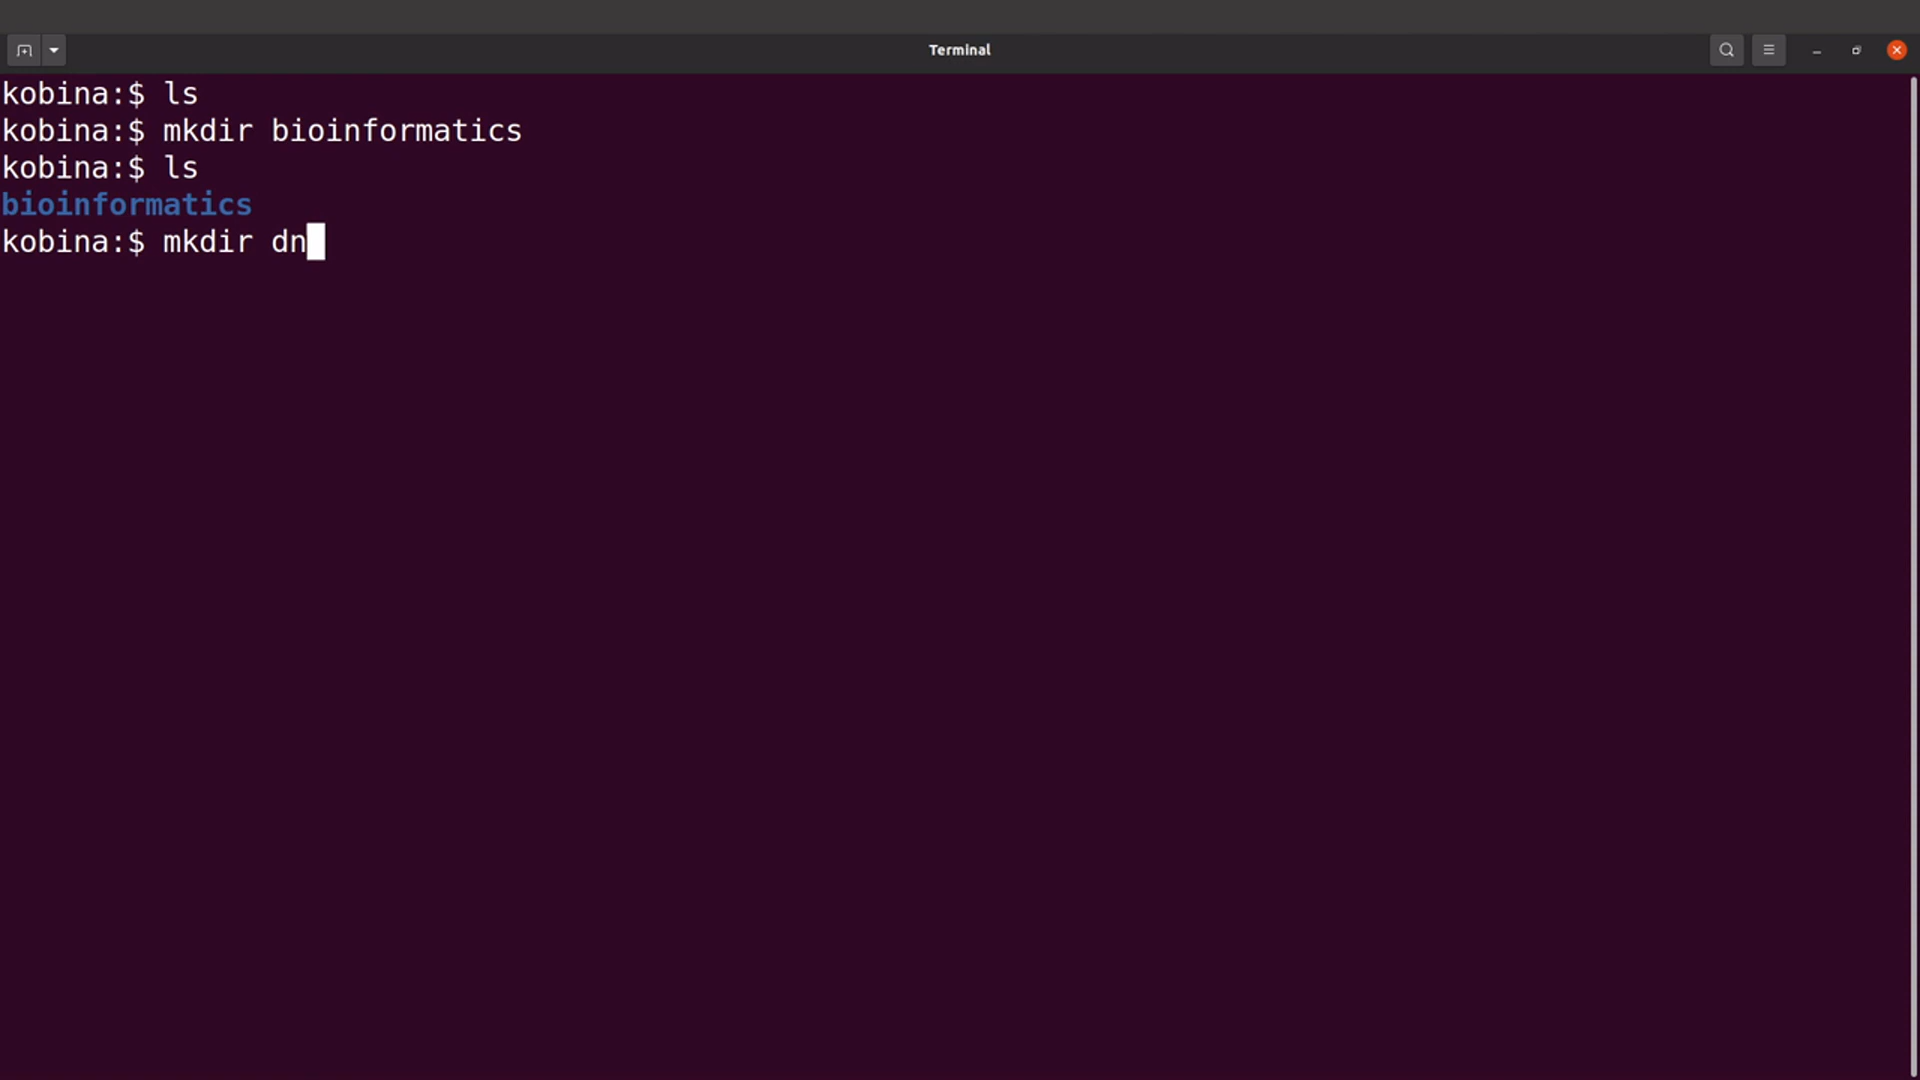 Terminal
kobina:$ ls
kobina:$ mkdir bioinformatics
kobina:$ ls
bioinformatics
kobina:$ mkdir dn